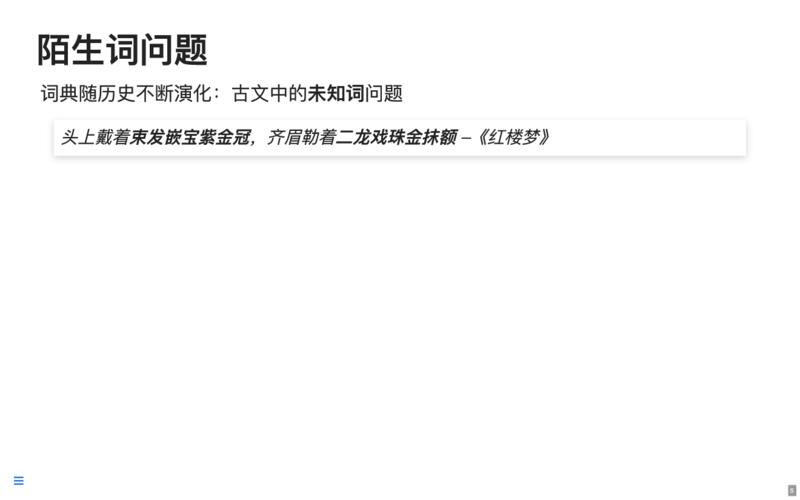 陌生词问题
词典随历史不断演化：古文中的未知词问题
头上戴着束发嵌宝紫金冠，齐眉勒着二龙戏珠金抹额 –《红楼梦》